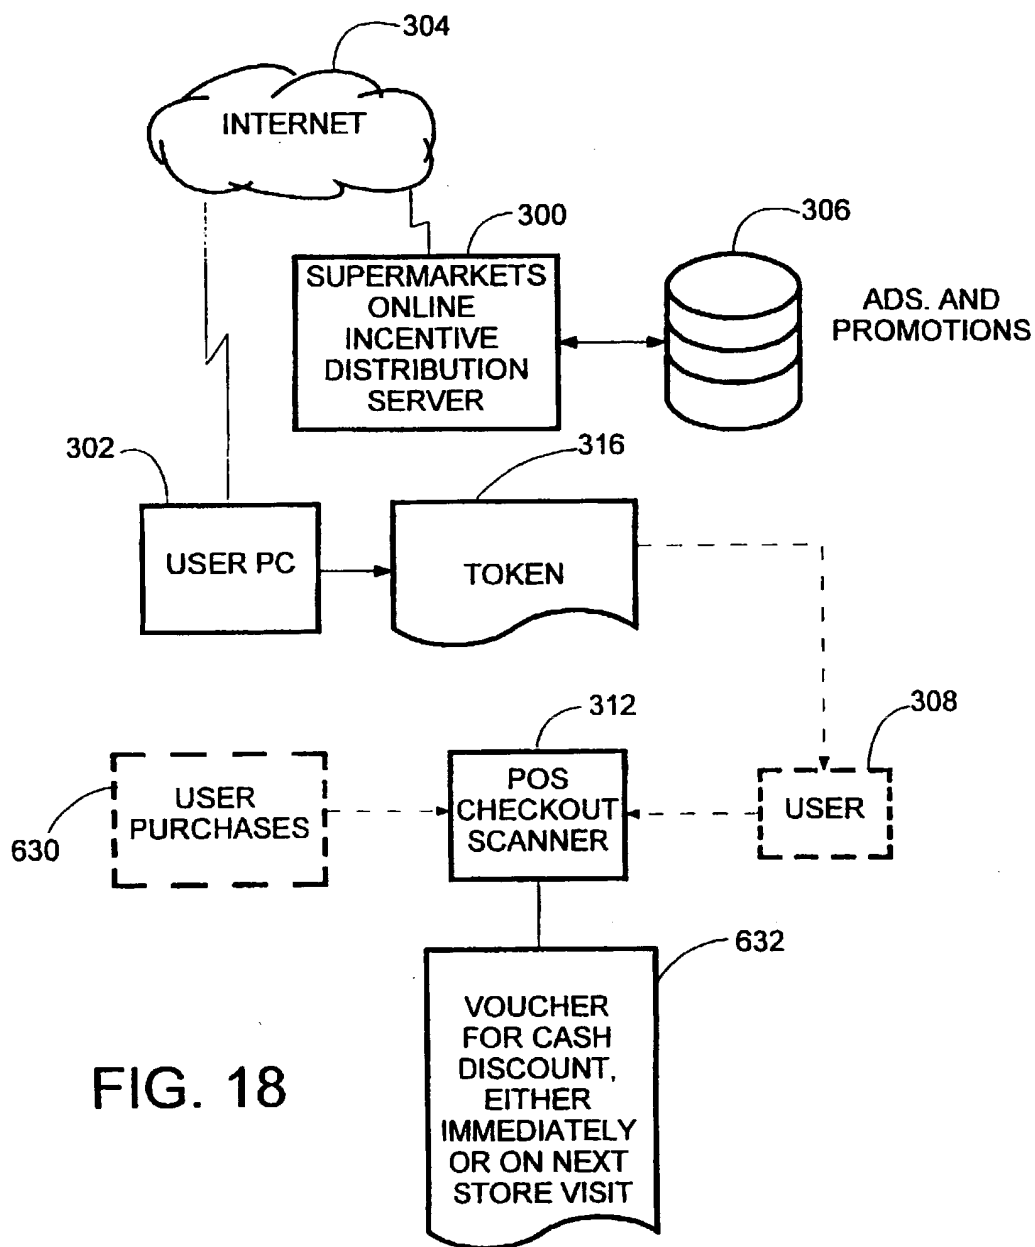 304
INTERNET
300
306
SUPERMARKETS
ONLINE
INCENTIVE
DISTRIBUTION
SERVER
ADS. AND
PROMOTIONS
302
316
USER PC
TOKEN
312
308
USER
PURCHASES
POS
CHECKOUT
SCANNER
USER
630
632
VOUCHER
FOR CASH
DISCOUNT,
EITHER
IMMEDIATELY
OR ON NEXT
STORE VISIT
FIG. 18